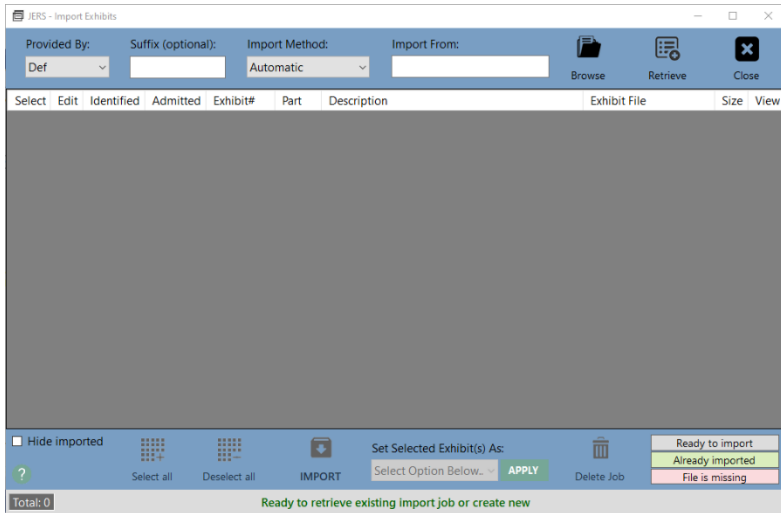 JERS - Import Exhibits
Provided By: Suffix (optional): Import Method: Import From:
Def Automatic
Browse Retrieve Close
Select Edit Identified Admitted Exhibit# Part Description Exhibit File Size View
Hide imported
Set Selected Exhibit(s) As:
Ready to import
Already imported
Select Option Below.. APPLY
? Select all Deselect all IMPORT Delete Job File is missing
Total: 0 Ready to retrieve existing import job or create new